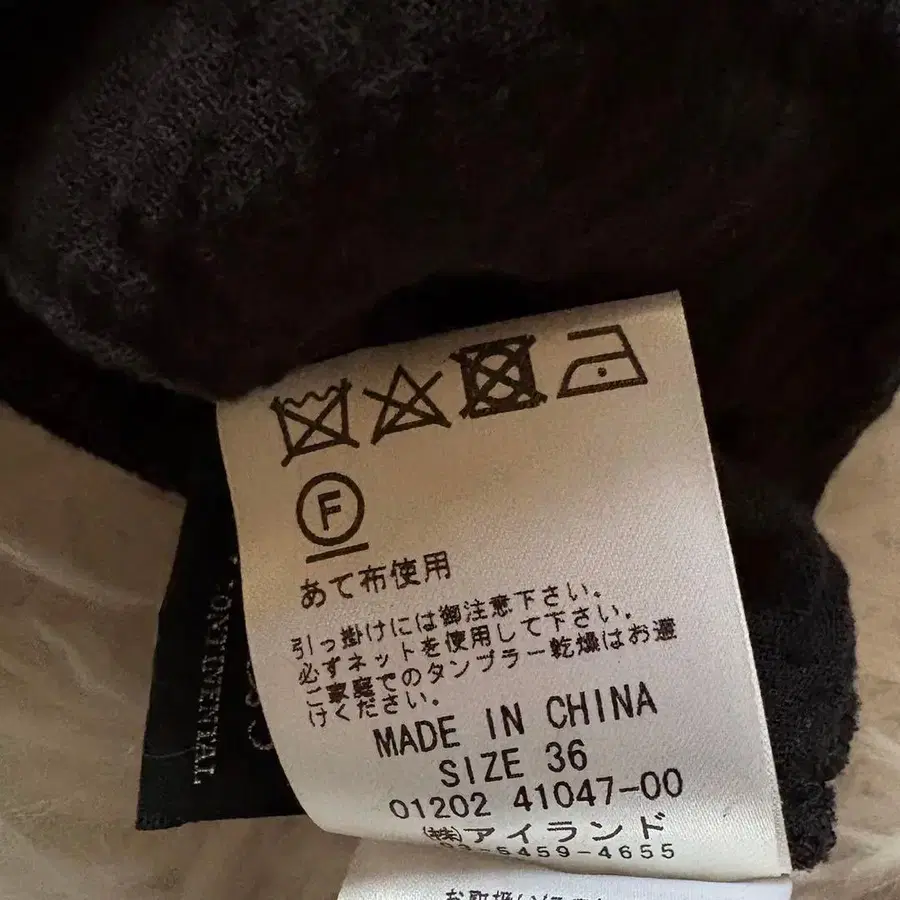 F
あて布使用
引っ掛けには御注意下さい。
必ずネットを使用して下さい。
ご家庭でのタンブラー乾燥はお避
けください。
MADE IN CHINA
SIZE 36
01202 41047-00
㈱アイランド
03-5459-4655